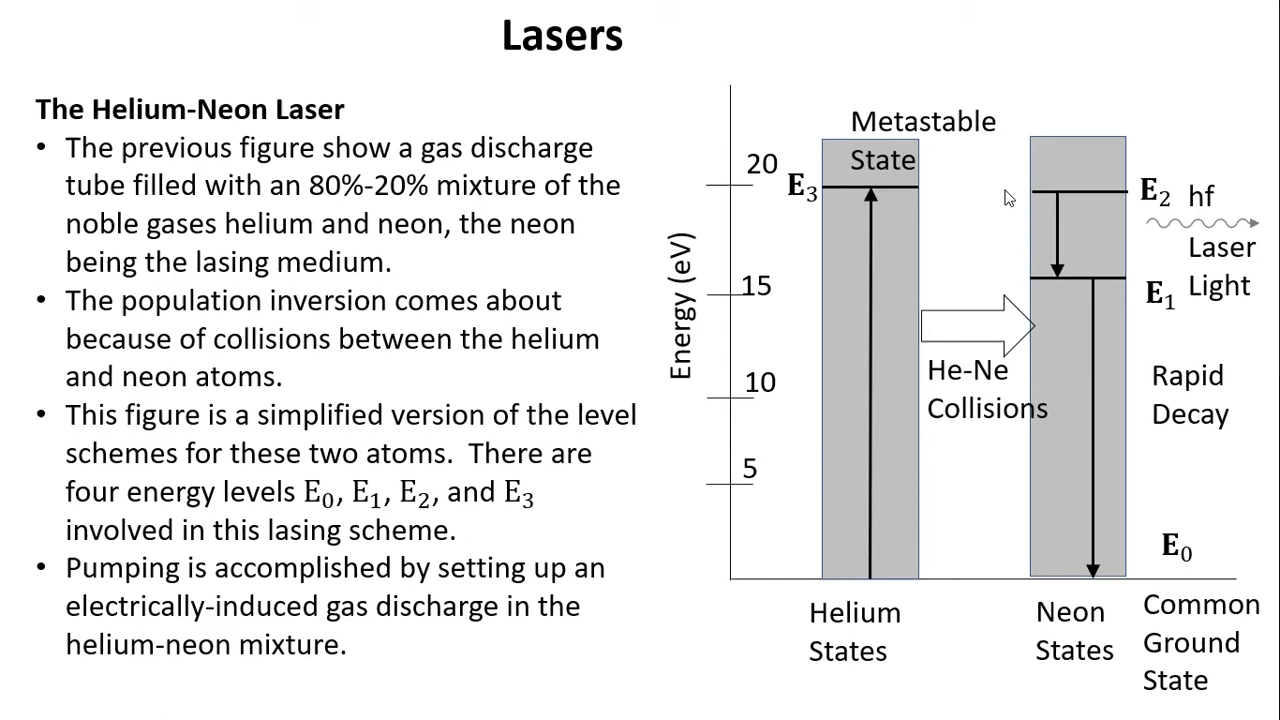 Lasers
The Helium-Neon Laser
• The previous figure show a gas discharge
tube filled with an 80%-20% mixture of the
noble gases helium and neon, the neon
being the lasing medium.
• The population inversion comes about
because of collisions between the helium
and neon atoms.
• This figure is a simplified version of the level
schemes for these two atoms.  There are
four energy levels E₀, E₁, E₂, and E₃
involved in this lasing scheme.
• Pumping is accomplished by setting up an
electrically-induced gas discharge in the
helium-neon mixture.
Energy (eV)
20
15
10
5
Metastable
State
E₃
He-Ne
Collisions
E₂
hf
Laser
Light
E₁
Rapid
Decay
E₀
Helium
States
Neon
States
Common
Ground
State